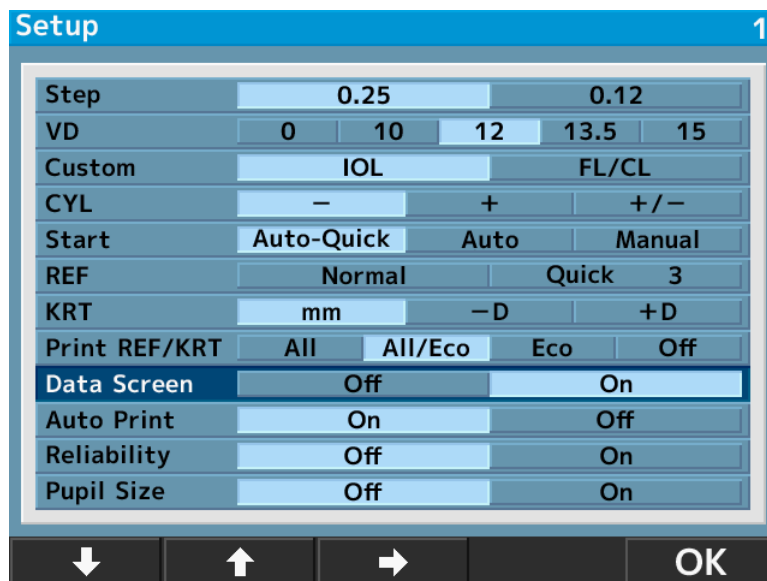 Setup 1
Step 0.25 0.12
VD 0 10 12 13.5 15
Custom IOL FL/CL
CYL − + +/−
Start Auto-Quick Auto Manual
REF Normal Quick 3
KRT mm −D +D
Print REF/KRT All All/Eco Eco Off
Data Screen Off On
Auto Print On Off
Reliability Off On
Pupil Size Off On
OK